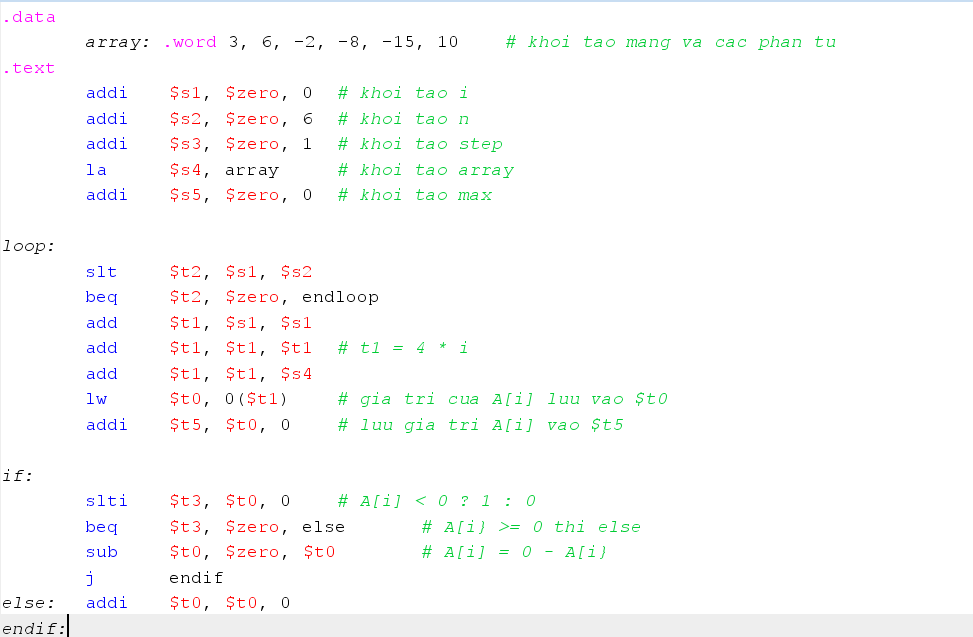 .data
array: .word 3, 6, -2, -8, -15, 10 # khoi tao mang va cac phan tu
.text
addi $s1, $zero, 0 # khoi tao i
addi $s2, $zero, 6 # khoi tao n
addi $s3, $zero, 1 # khoi tao step
la $s4, array # khoi tao array
addi $s5, $zero, 0 # khoi tao max
loop:
slt $t2, $s1, $s2
beq $t2, $zero, endloop
add $t1, $s1, $s1
add $t1, $t1, $t1 # t1 = 4 * i
add $t1, $t1, $s4
lw $t0, 0($t1) # gia tri cua A[i] luu vao $t0
addi $t5, $t0, 0 # luu gia tri A[i] vao $t5
if:
slti $t3, $t0, 0 # A[i] < 0 ? 1 : 0
beq $t3, $zero, else # A[i} >= 0 thi else
sub $t0, $zero, $t0 # A[i] = 0 - A[i}
j endif
else: addi $t0, $t0, 0
endif: